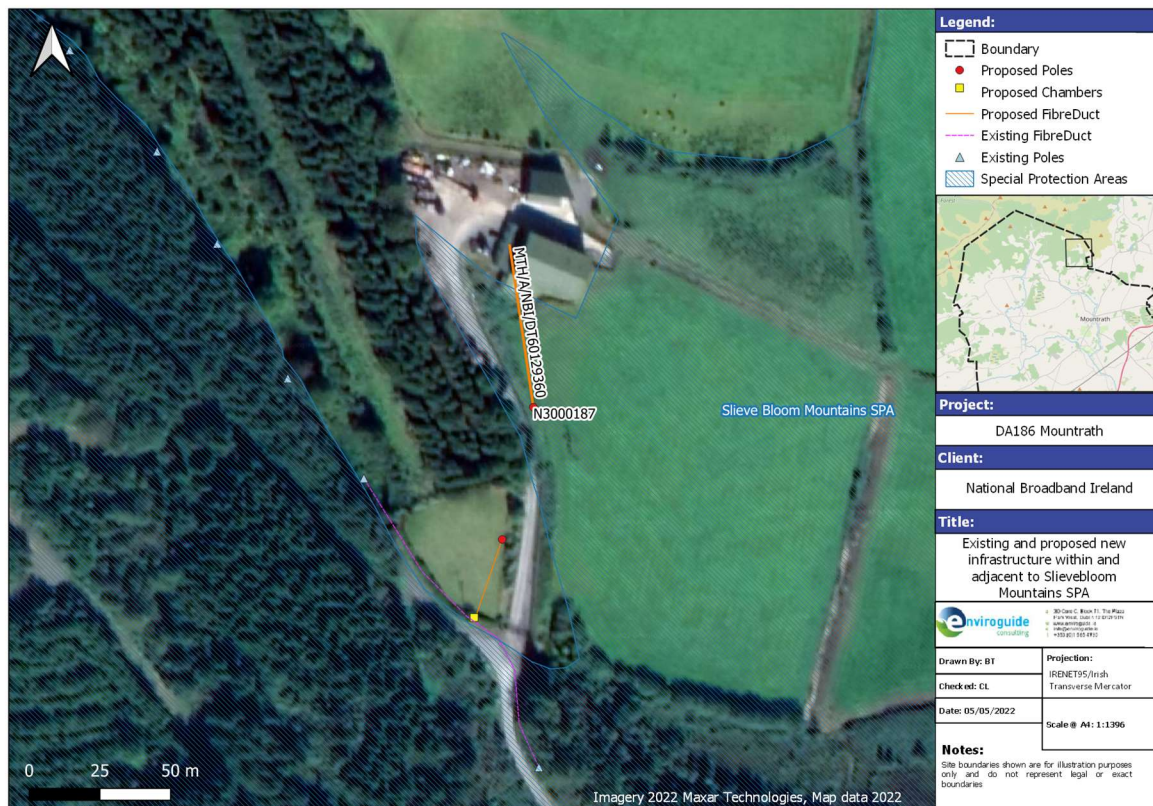 MTH/A/NBI/DT60129360
N3000187
Slieve Bloom Mountains SPA
0 25 50 m
Imagery 2022 Maxar Technologies, Map data 2022
Legend:
Boundary
Proposed Poles
Proposed Chambers
Proposed FibreDuct
Existing FibreDuct
Existing Poles
Special Protection Areas
Mountrath
Project:
DA186 Mountrath
Client:
National Broadband Ireland
Title:
Existing and proposed new
infrastructure within and
adjacent to Slievebloom
Mountains SPA
enviroguide
consulting
Drawn By: BT
Checked: CL
Date: 05/05/2022
Projection:
IRENET95/Irish
Transverse Mercator
Scale @ A4: 1:1396
Notes:
Site boundaries shown are for illustration purposes
only and do not represent legal or exact
boundaries